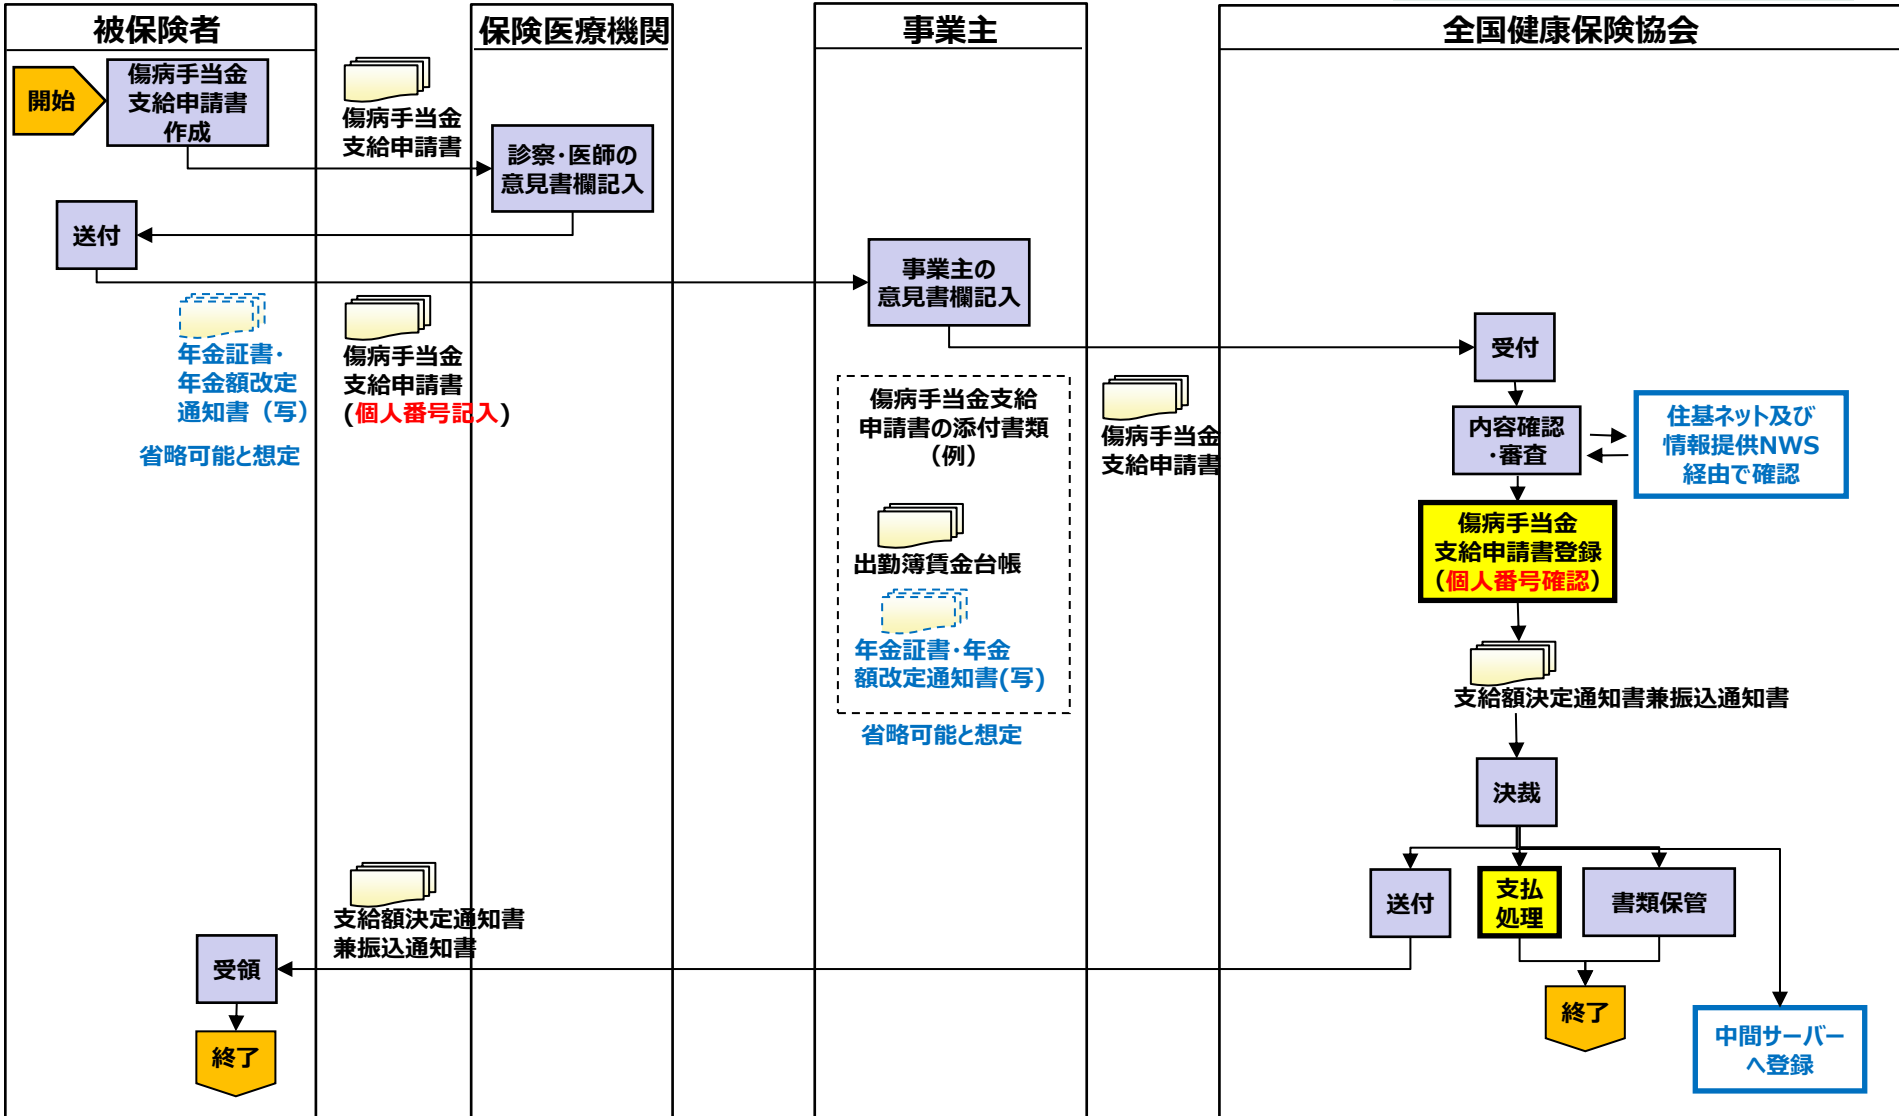 被保険者
保険医療機関
事業主
全国健康保険協会
開始
傷病手当金
支給申請書
作成
傷病手当金
支給申請書
診察・医師の
意見書欄記入
送付
事業主の
意見書欄記入
年金証書・
年金額改定
通知書（写）
省略可能と想定
傷病手当金
支給申請書
(個人番号記入)
傷病手当金支給
申請書の添付書類
（例）
出勤簿賃金台帳
年金証書・年金
額改定通知書(写)
省略可能と想定
傷病手当金
支給申請書
受付
内容確認
・審査
住基ネット及び
情報提供NWS
経由で確認
傷病手当金
支給申請書登録
（個人番号確認）
支給額決定通知書兼振込通知書
決裁
送付
支払
処理
書類保管
支給額決定通知書
兼振込通知書
受領
終了
終了
中間サーバー
へ登録